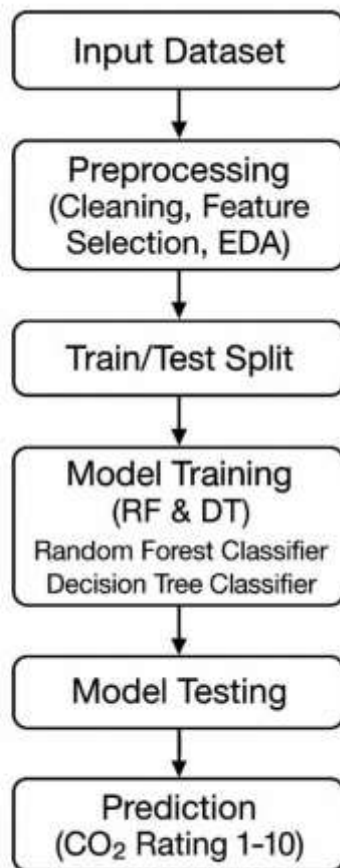 Input Dataset
Preprocessing
(Cleaning, Feature
Selection, EDA)
Train/Test Split
Model Training
(RF & DT)
Random Forest Classifier
Decision Tree Classifier
Model Testing
Prediction
(CO₂ Rating 1-10)